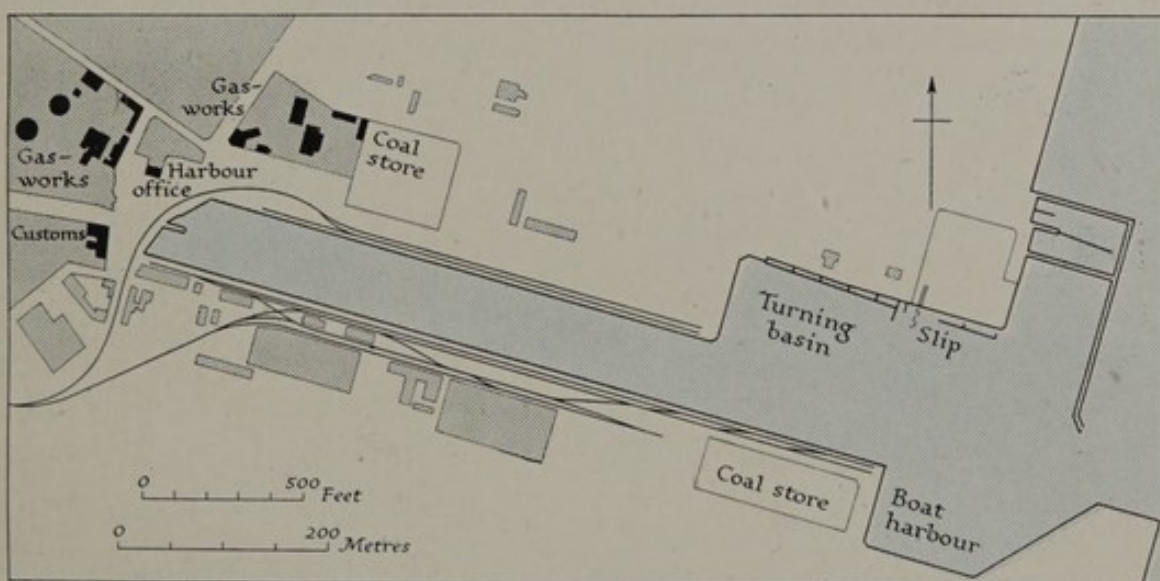 Gas-
works
Gas-
works
Harbour
office
Coal
store
Customs
Turning
basin
Slip
Coal store
Boat
harbour
0 500 Feet
0 200 Metres